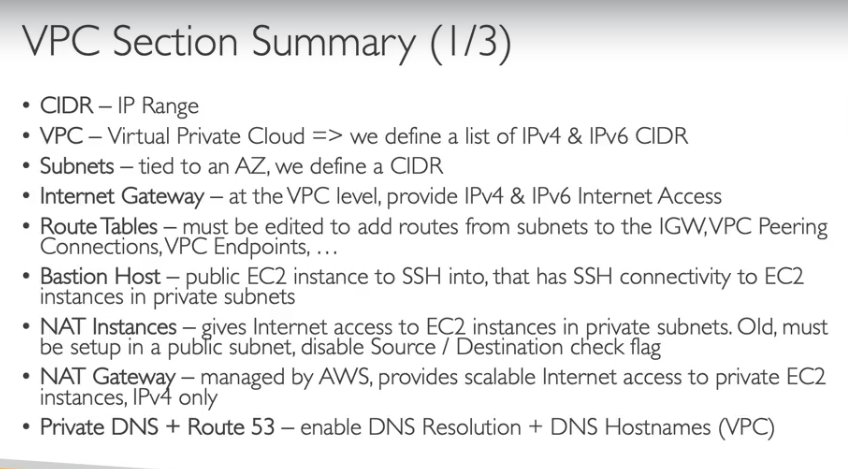 VPC Section Summary (1/3)
• CIDR – IP Range
• VPC – Virtual Private Cloud => we define a list of IPv4 & IPv6 CIDR
• Subnets – tied to an AZ, we define a CIDR
• Internet Gateway – at the VPC level, provide IPv4 & IPv6 Internet Access
• Route Tables – must be edited to add routes from subnets to the IGW, VPC Peering
Connections, VPC Endpoints, …
• Bastion Host – public EC2 instance to SSH into, that has SSH connectivity to EC2
instances in private subnets
• NAT Instances – gives Internet access to EC2 instances in private subnets. Old, must
be setup in a public subnet, disable Source / Destination check flag
• NAT Gateway – managed by AWS, provides scalable Internet access to private EC2
instances, IPv4 only
• Private DNS + Route 53 – enable DNS Resolution + DNS Hostnames (VPC)